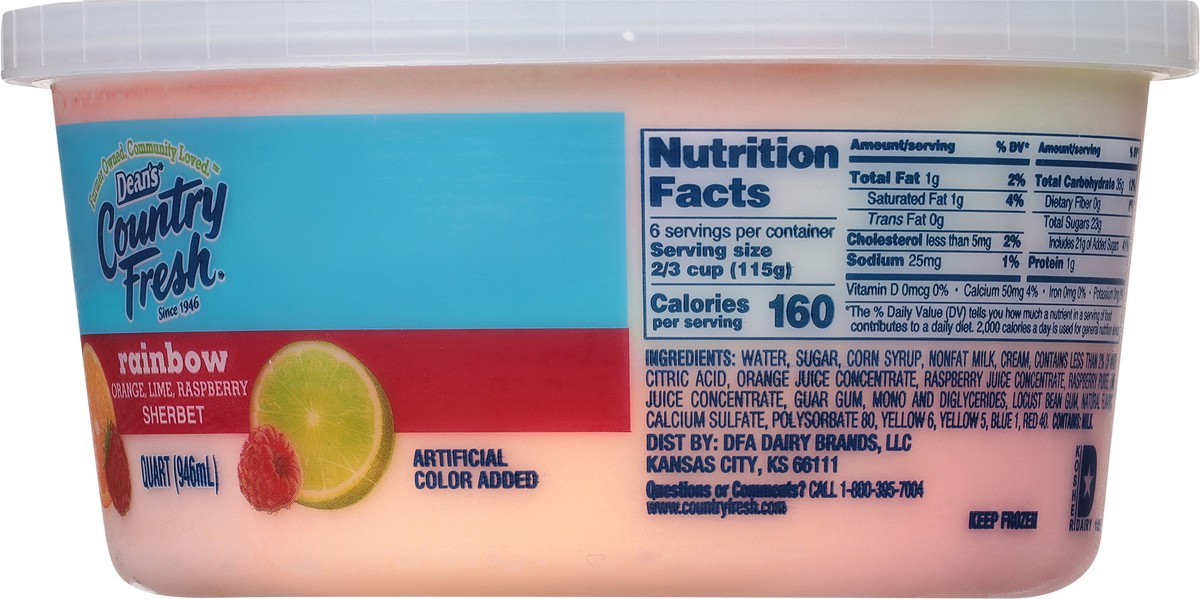 Farmer Owned. Community Loved.™
Dean's®
Country
Fresh®
Since 1946
rainbow
ORANGE, LIME, RASPBERRY
SHERBET
QUART (946mL)
ARTIFICIAL
COLOR ADDED
Nutrition
Facts
6 servings per container
Serving size
2/3 cup (115g)
Calories
per serving
160
Amount/serving % DV*
Total Fat 1g 2%
Saturated Fat 1g 4%
Trans Fat 0g
Cholesterol less than 5mg 2%
Sodium 25mg 1%
Amount/serving
Total Carbohydrate 35g
Dietary Fiber 0g
Total Sugars 23g
Includes 21g of Added Sugars
Protein 1g
Vitamin D 0mcg 0% • Calcium 50mg 4% • Iron 0mg 0% • Potassium
*The % Daily Value (DV) tells you how much a nutrient in a serving of food
contributes to a daily diet. 2,000 calories a day is used for general nutrition advice.
INGREDIENTS: WATER, SUGAR, CORN SYRUP, NONFAT MILK, CREAM, CONTAINS LESS THAN 2% OF
CITRIC ACID, ORANGE JUICE CONCENTRATE, RASPBERRY JUICE CONCENTRATE, RASPBERRY
JUICE CONCENTRATE, GUAR GUM, MONO AND DIGLYCERIDES, LOCUST BEAN GUM, NATURAL
CALCIUM SULFATE, POLYSORBATE 80, YELLOW 6, YELLOW 5, BLUE 1, RED 40. CONTAINS: MILK.
DIST BY: DFA DAIRY BRANDS, LLC
KANSAS CITY, KS 66111
Questions or Comments? CALL 1-800-395-7004
www.countryfresh.com
KEEP FROZEN
KOSHER
DAIRY